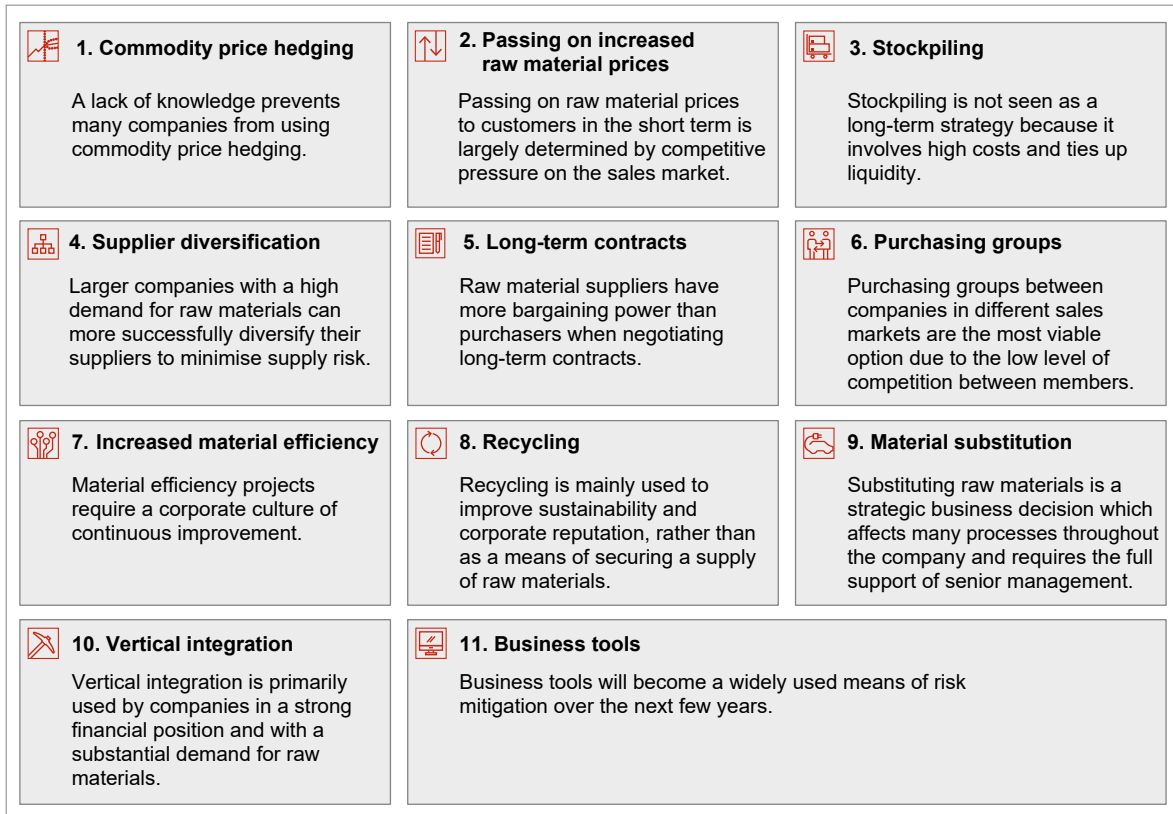 1. Commodity price hedging
A lack of knowledge prevents
many companies from using
commodity price hedging.
2. Passing on increased
raw material prices
Passing on raw material prices
to customers in the short term is
largely determined by competitive
pressure on the sales market.
3. Stockpiling
Stockpiling is not seen as a
long-term strategy because it
involves high costs and ties up
liquidity.
4. Supplier diversification
Larger companies with a high
demand for raw materials can
more successfully diversify their
suppliers to minimise supply risk.
5. Long-term contracts
Raw material suppliers have
more bargaining power than
purchasers when negotiating
long-term contracts.
6. Purchasing groups
Purchasing groups between
companies in different sales
markets are the most viable
option due to the low level of
competition between members.
7. Increased material efficiency
Material efficiency projects
require a corporate culture of
continuous improvement.
8. Recycling
Recycling is mainly used to
improve sustainability and
corporate reputation, rather than
as a means of securing a supply
of raw materials.
9. Material substitution
Substituting raw materials is a
strategic business decision which
affects many processes throughout
the company and requires the full
support of senior management.
10. Vertical integration
Vertical integration is primarily
used by companies in a strong
financial position and with a
substantial demand for raw
materials.
11. Business tools
Business tools will become a widely used means of risk
mitigation over the next few years.